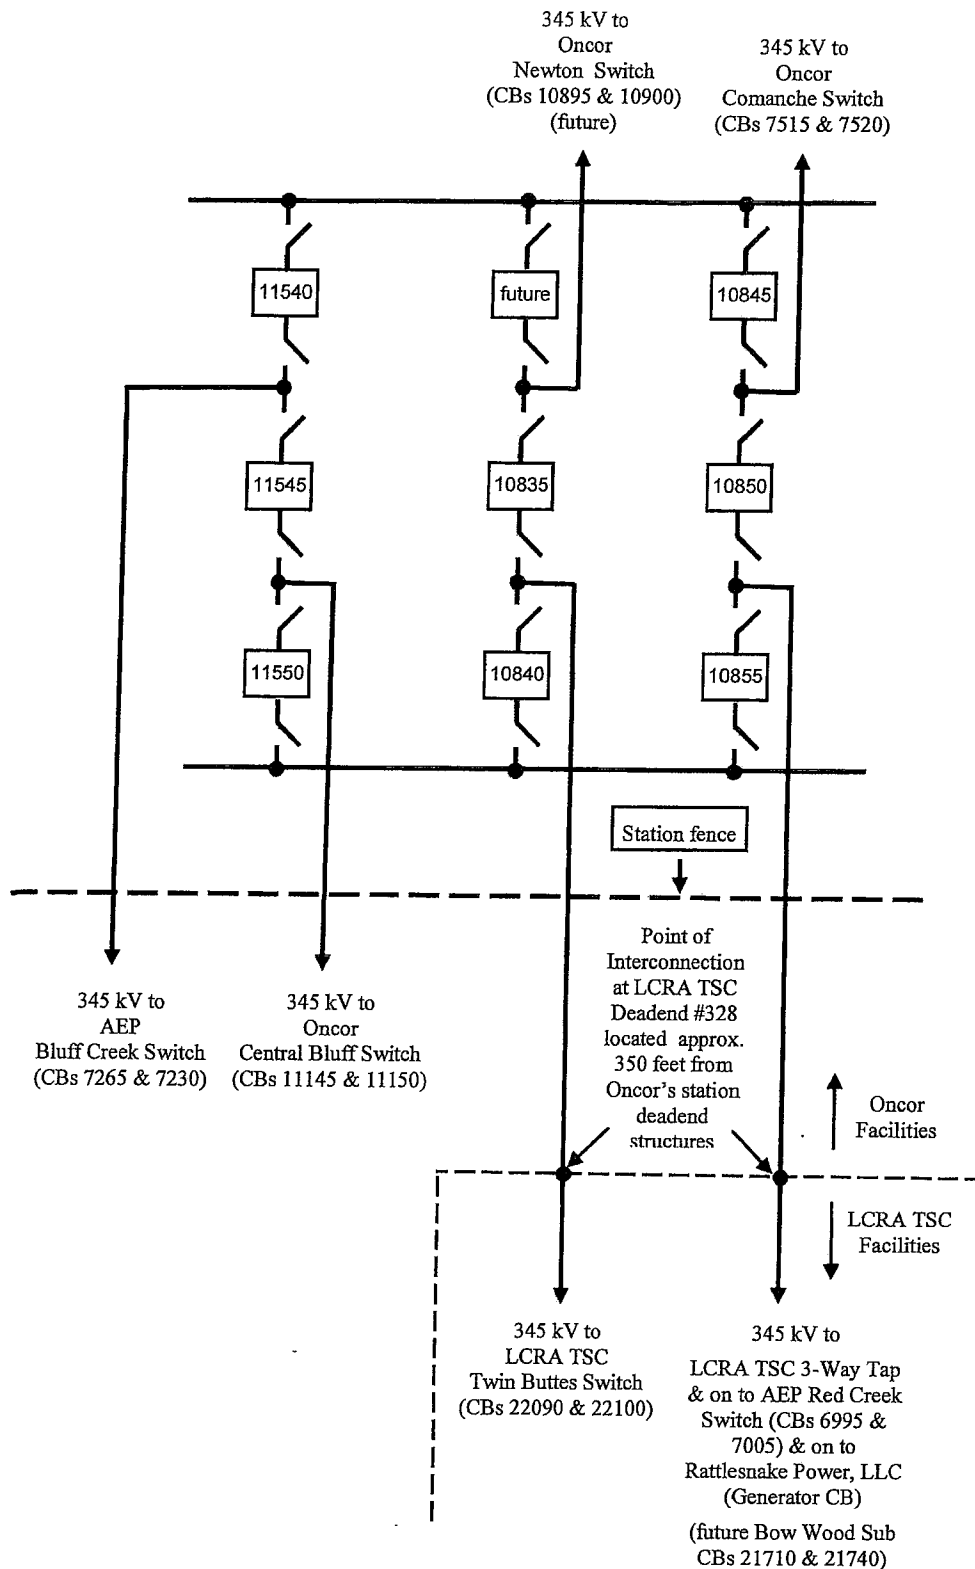 345 kV to
Oncor
Newton Switch
(CBs 10895 & 10900)
(future)
345 kV to
Oncor
Comanche Switch
(CBs 7515 & 7520)
11540
future
10845
11545
10835
10850
11550
10840
10855
Station fence
Point of
Interconnection
at LCRA TSC
Deadend #328
located approx.
350 feet from
Oncor's station
deadend
structures
345 kV to
AEP
Bluff Creek Switch
(CBs 7265 & 7230)
345 kV to
Oncor
Central Bluff Switch
(CBs 11145 & 11150)
Oncor
Facilities
LCRA TSC
Facilities
345 kV to
LCRA TSC
Twin Buttes Switch
(CBs 22090 & 22100)
345 kV to
LCRA TSC 3-Way Tap
& on to AEP Red Creek
Switch (CBs 6995 &
7005) & on to
Rattlesnake Power, LLC
(Generator CB)
(future Bow Wood Sub
CBs 21710 & 21740)